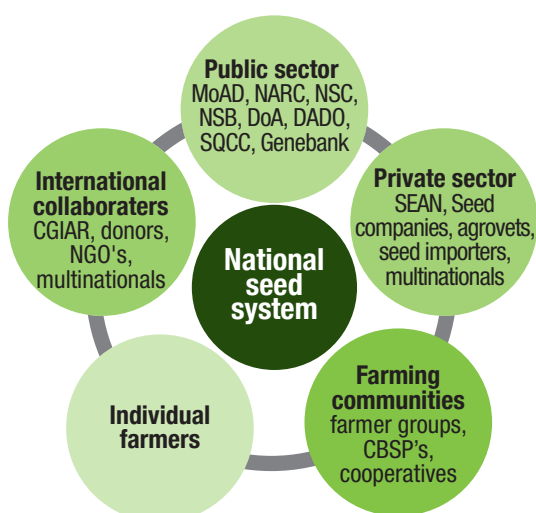 Public sector
MoAD, NARC, NSC,
NSB, DoA, DADO,
SQCC, Genebank
International
collaboraters
CGIAR, donors,
NGO's,
multinationals
Private sector
SEAN, Seed
companies, agrovets,
seed importers,
multinationals
National
seed
system
Individual
farmers
Farming
communities
farmer groups,
CBSP's,
cooperatives